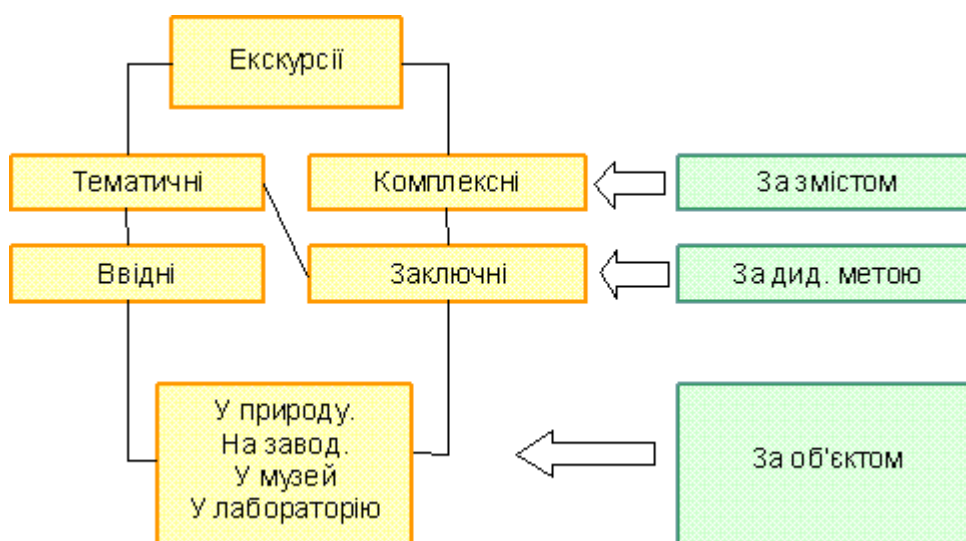 Екскурсії
Тематичні
Комплексні
За змістом
Ввідні
Заключні
За дид. метою
У природу.
На завод.
У музей
У лабораторію
За об'єктом